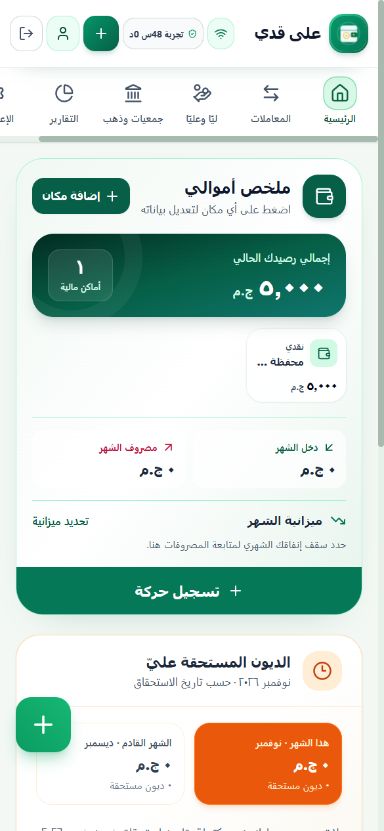 على قدي
تجربة 48س 0د
الرئيسية
المعاملات
ليّا وعليّا
جمعيات وذهب
التقارير
الإع
ملخص أموالي
اضغط على أي مكان لتعديل بياناته
إضافة مكان
إجمالي رصيدك الحالي
٥,٠٠٠ ج.م
١
أماكن مالية
نقدي
محفظة ...
٥,٠٠٠ ج.م
دخل الشهر
٠ ج.م
مصروف الشهر
٠ ج.م
ميزانية الشهر
تحديد ميزانية
حدد سقف إنفاقك الشهري لمتابعة المصروفات هنا.
تسجيل حركة
الديون المستحقة عليّ
نوفمبر ٢٠٢٦ · حسب تاريخ الاستحقاق
هذا الشهر · نوفمبر
٠ ج.م
٠ ديون مستحقة
الشهر القادم · ديسمبر
٠ ج.م
٠ ديون مستحقة